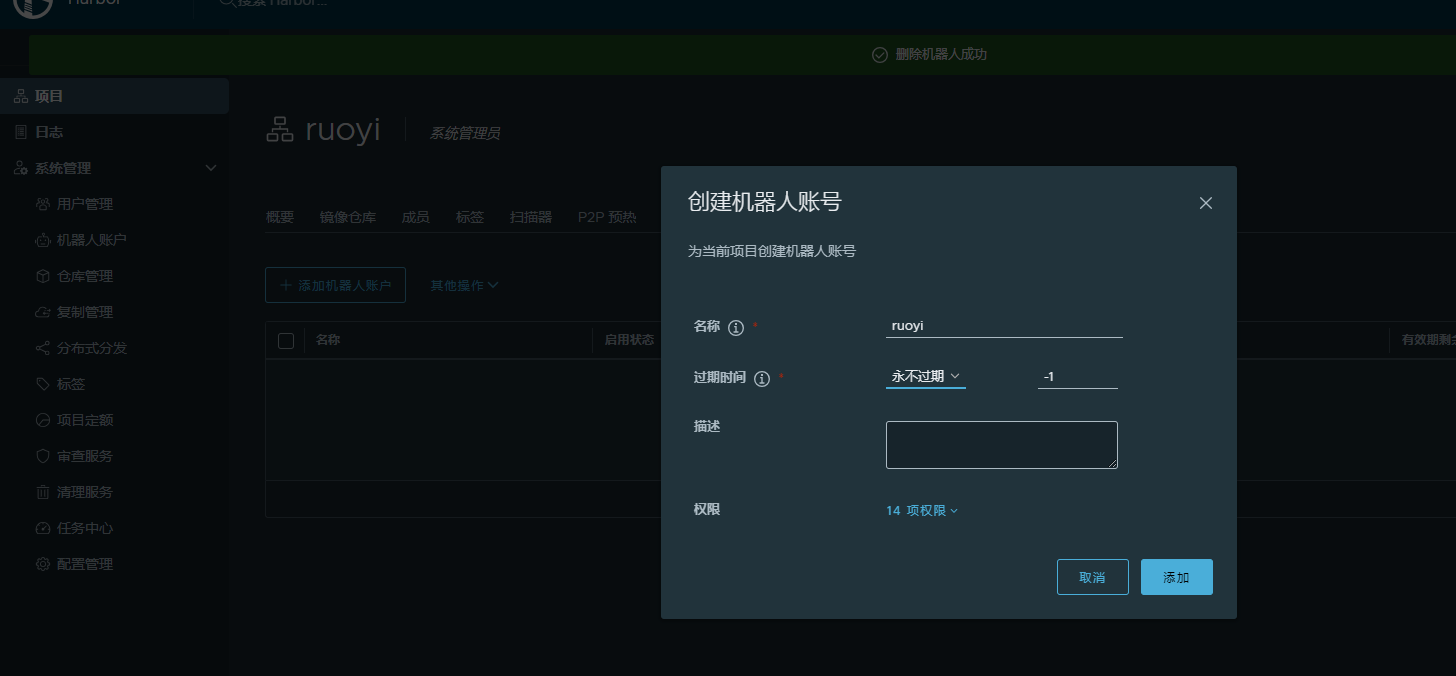 Harbor
搜索 Harbor...
删除机器人成功
项目
日志
系统管理
用户管理
机器人账户
仓库管理
复制管理
分布式分发
标签
项目定额
审查服务
清理服务
任务中心
配置管理
ruoyi
系统管理员
概要 镜像仓库 成员 标签 扫描器 P2P 预热
添加机器人账户 其他操作
名称 启用状态
创建机器人账号
为当前项目创建机器人账号
名称 * ruoyi
过期时间 * 永不过期 -1
描述
权限 14 项权限
取消 添加